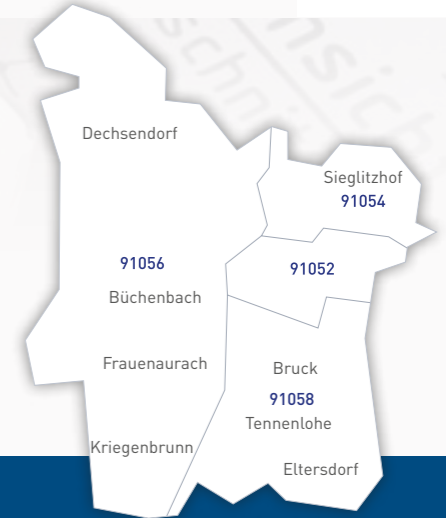 Dechsendorf
Sieglitzhof
91054
91056
91052
Büchenbach
Frauenaurach
Bruck
91058
Tennenlohe
Kriegenbrunn
Eltersdorf